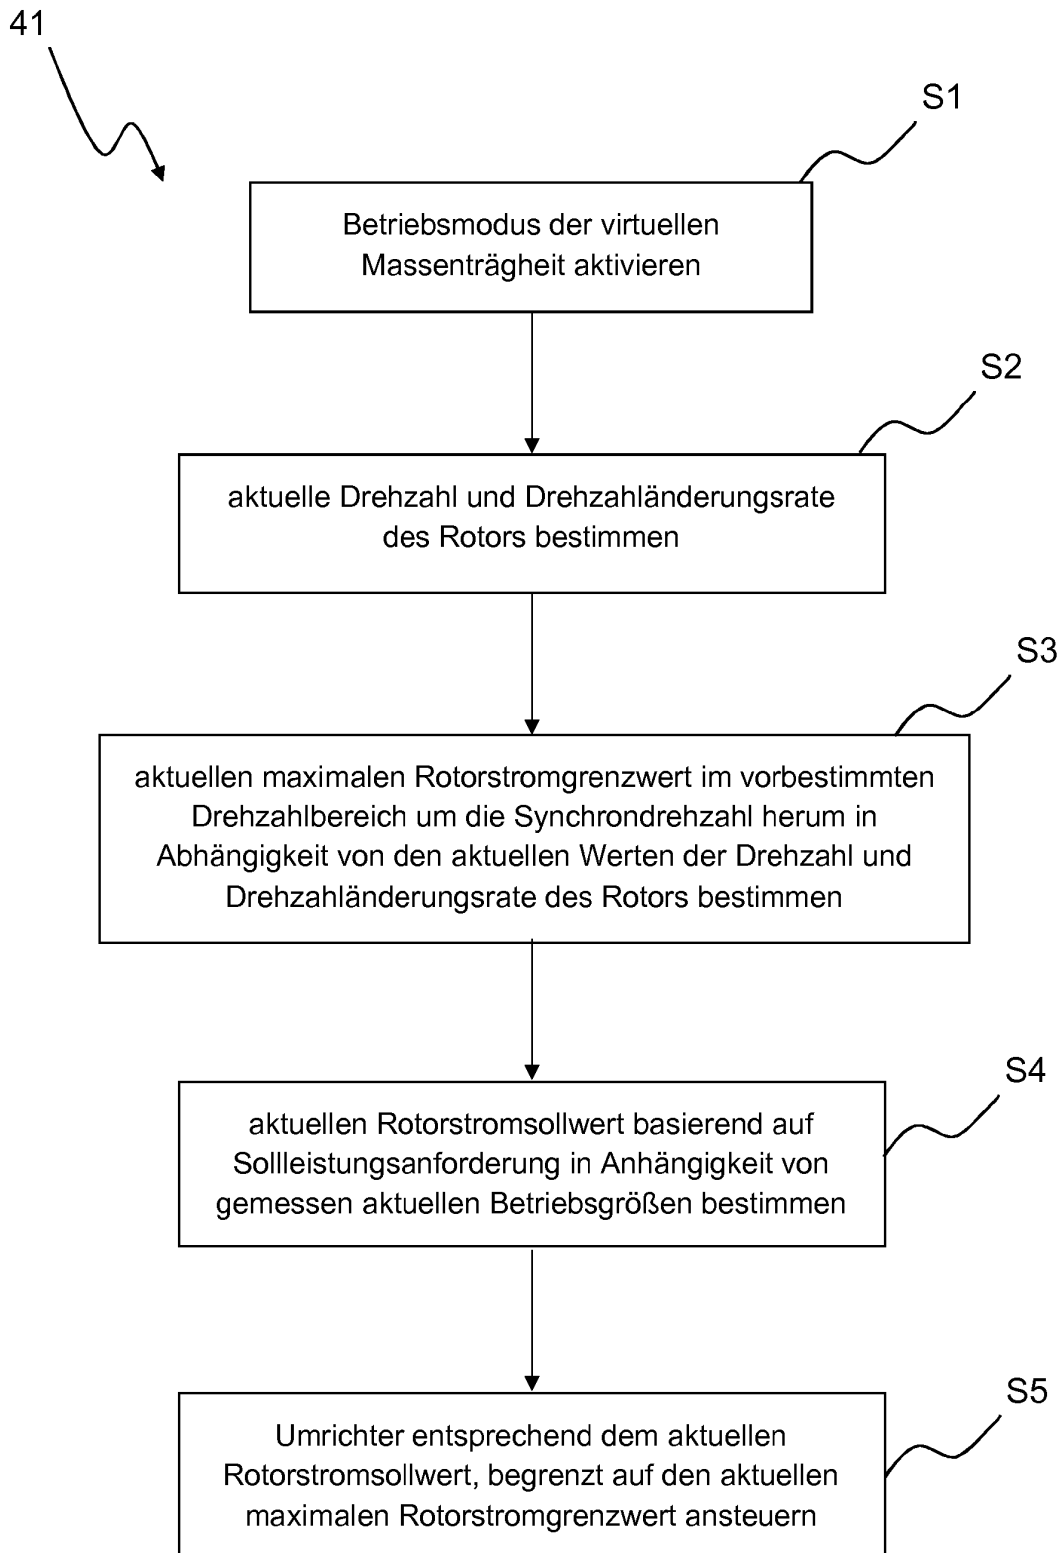 41
S1
Betriebsmodus der virtuellen
Massenträgheit aktivieren
S2
aktuelle Drehzahl und Drehzahländerungsrate
des Rotors bestimmen
S3
aktuellen maximalen Rotorstromgrenzwert im vorbestimmten
Drehzahlbereich um die Synchrondrehzahl herum in
Abhängigkeit von den aktuellen Werten der Drehzahl und
Drehzahländerungsrate des Rotors bestimmen
S4
aktuellen Rotorstromsollwert basierend auf
Sollleistungsanforderung in Anhängigkeit von
gemessen aktuellen Betriebsgrößen bestimmen
S5
Umrichter entsprechend dem aktuellen
Rotorstromsollwert, begrenzt auf den aktuellen
maximalen Rotorstromgrenzwert ansteuern